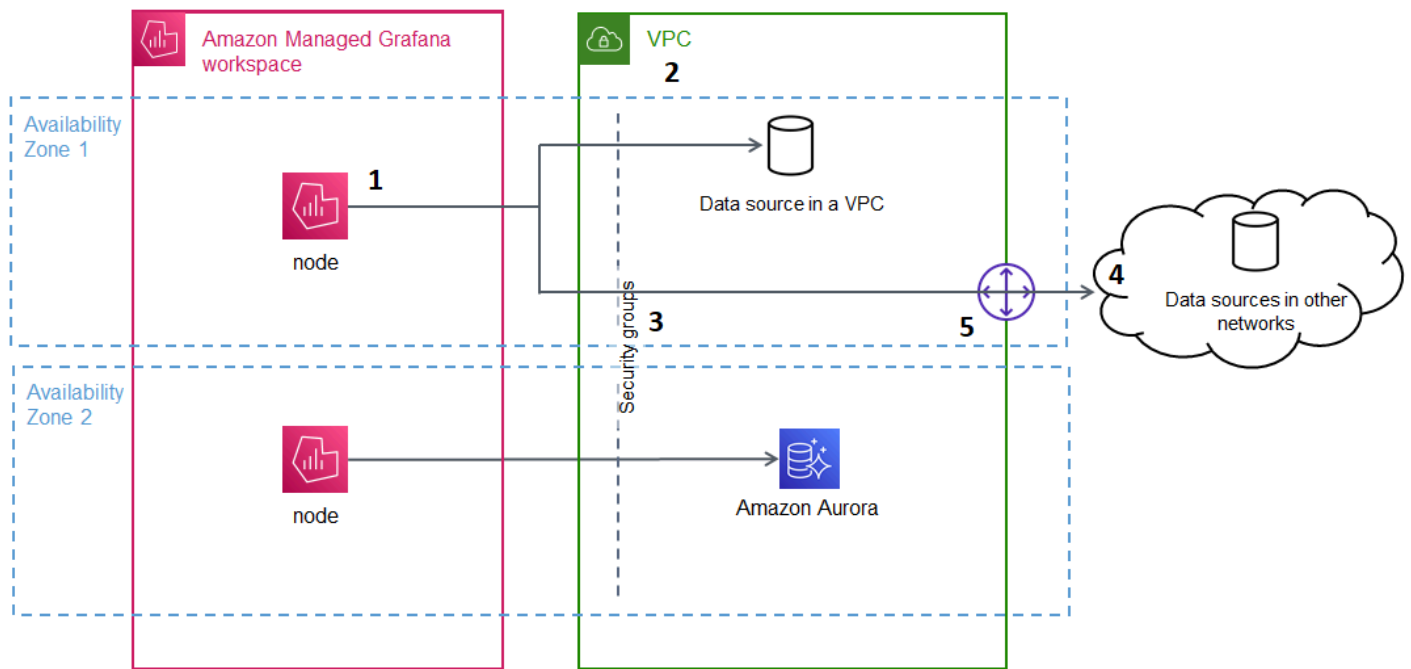 Amazon Managed Grafana
workspace
VPC
2
Availability
Zone 1
1
node
Data source in a VPC
Security groups
3
5
4
Data sources in other
networks
Availability
Zone 2
node
Amazon Aurora